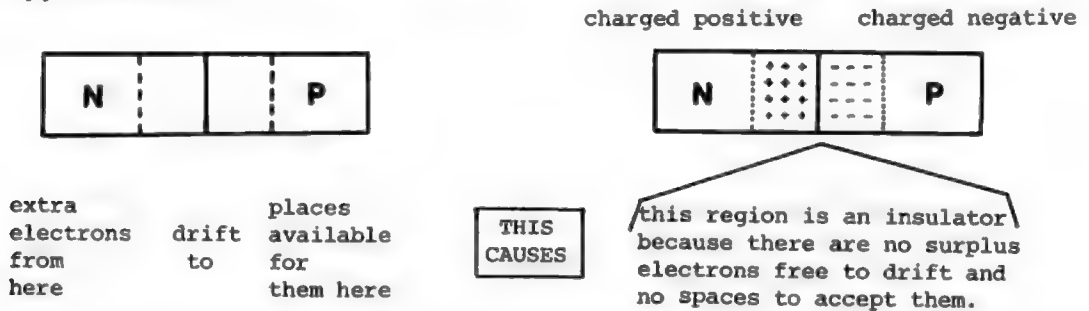 charged positive charged negative
N P
N P
extra
electrons
from
here
drift
to
places
available
for
them here
THIS
CAUSES
this region is an insulator
because there are no surplus
electrons free to drift and
no spaces to accept them.